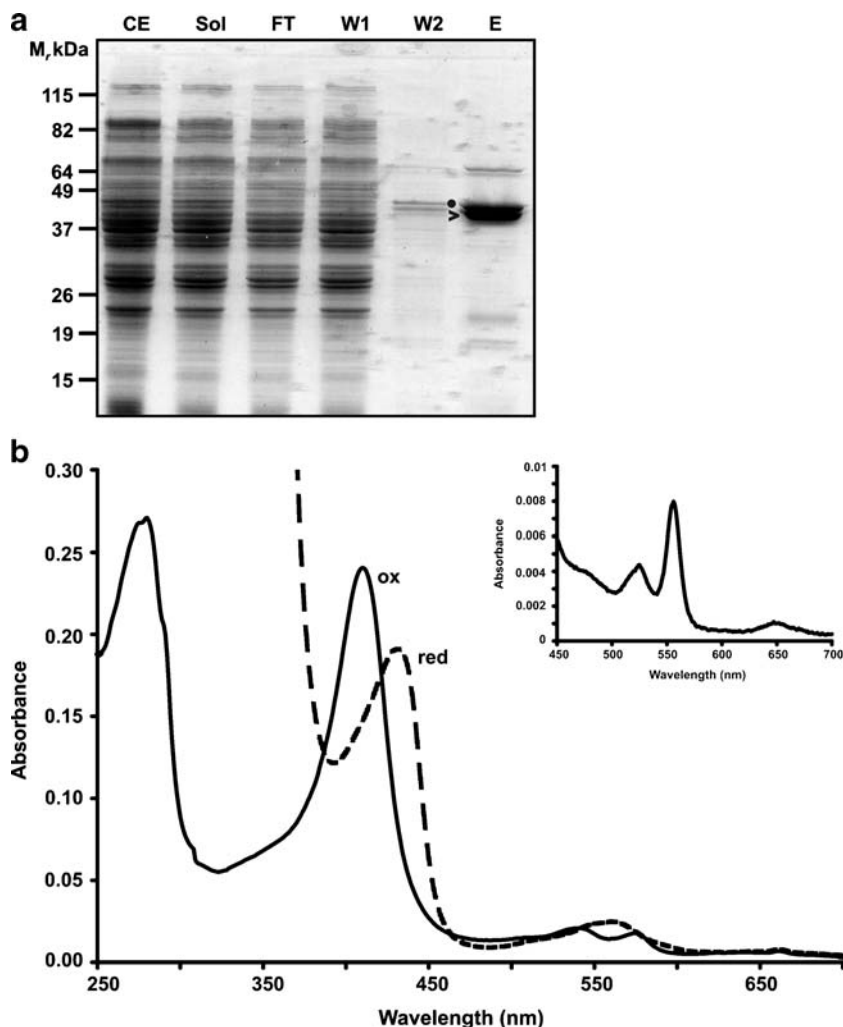 a
CE Sol FT W1 W2 E
Mr, kDa
115
82
64
49
37
26
19
15
b
0.30
0.25
0.20
0.15
0.10
0.05
0.00
Absorbance
ox
red
250 350 450 550 650
Wavelength (nm)
0.01
0.008
0.006
0.004
0.002
0
Absorbance
450 500 550 600 650 700
Wavelength (nm)